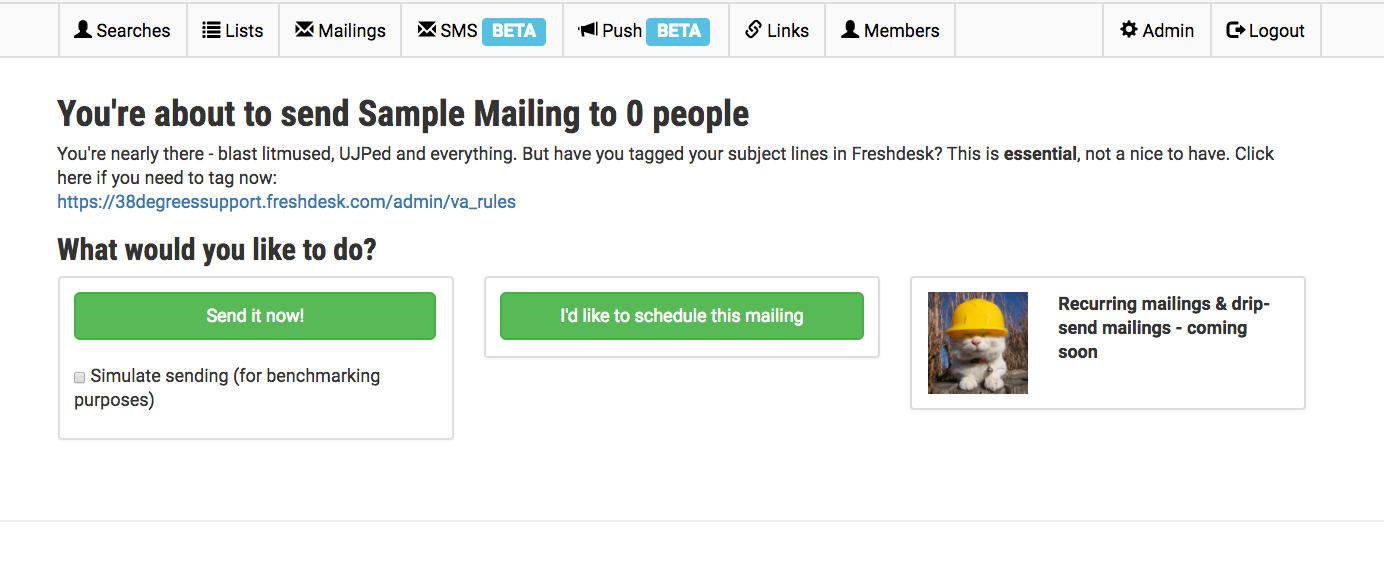 Searches Lists Mailings SMS BETA Push BETA Links Members Admin Logout
You're about to send Sample Mailing to 0 people
You're nearly there - blast litmused, UJPed and everything. But have you tagged your subject lines in Freshdesk? This is essential, not a nice to have. Click
here if you need to tag now:
https://38degreessupport.freshdesk.com/admin/va_rules
What would you like to do?
Send it now!
Simulate sending (for benchmarking
purposes)
I'd like to schedule this mailing
Recurring mailings & drip-
send mailings - coming
soon